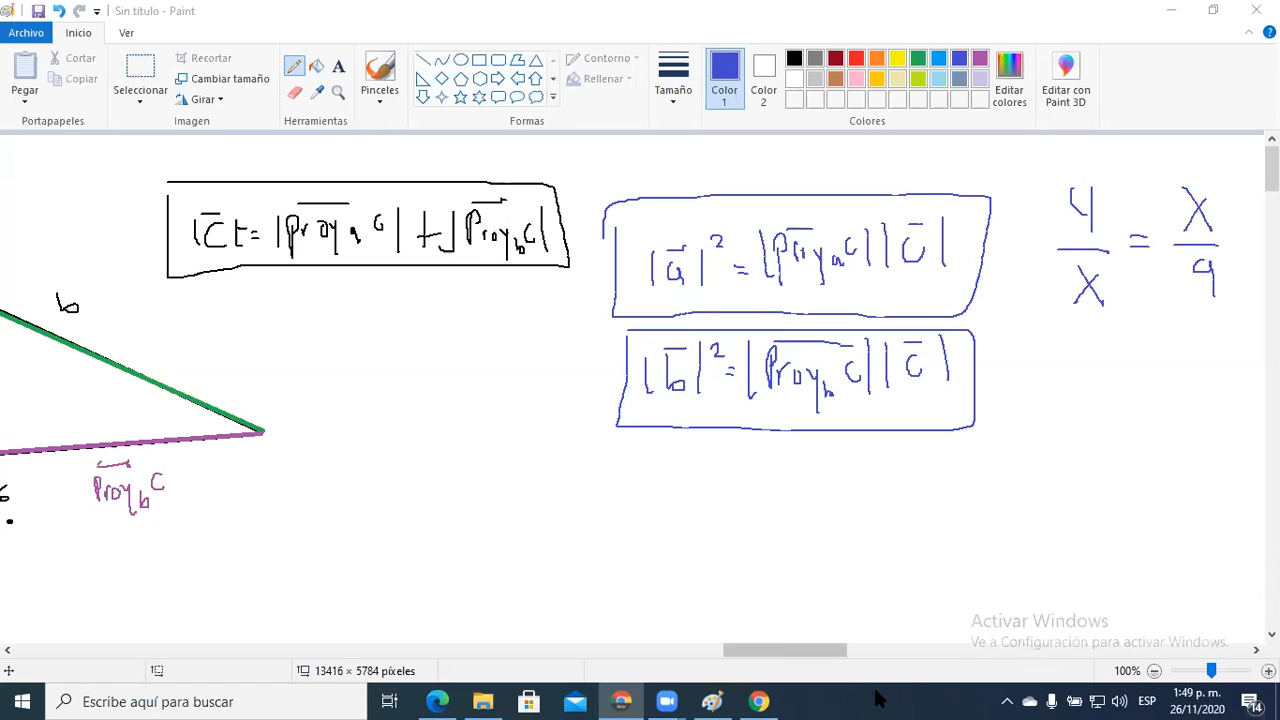 Sin título - Paint
Archivo Inicio Ver
Pegar
Cortar
Copiar
Portapapeles
Seleccionar
Recortar
Cambiar tamaño
Girar
Imagen
A
Herramientas
Pinceles
Contorno
Rellenar
Formas
Tamaño
Color 1
Color 2
Editar colores
Editar con Paint 3D
Colores
|c̅|= |Proyₐ c| + |Proy_b c|
|a̅|² = |Proyₐ c| |c̅|
|b̅|² = |Proy_b c̅| |c̅|
4/x = x/9
b
Proy_b c
Activar Windows
Ve a Configuración para activar Windows.
13416 × 5784 píxeles
100%
Escribe aquí para buscar
ESP
1:49 p. m.
26/11/2020
14